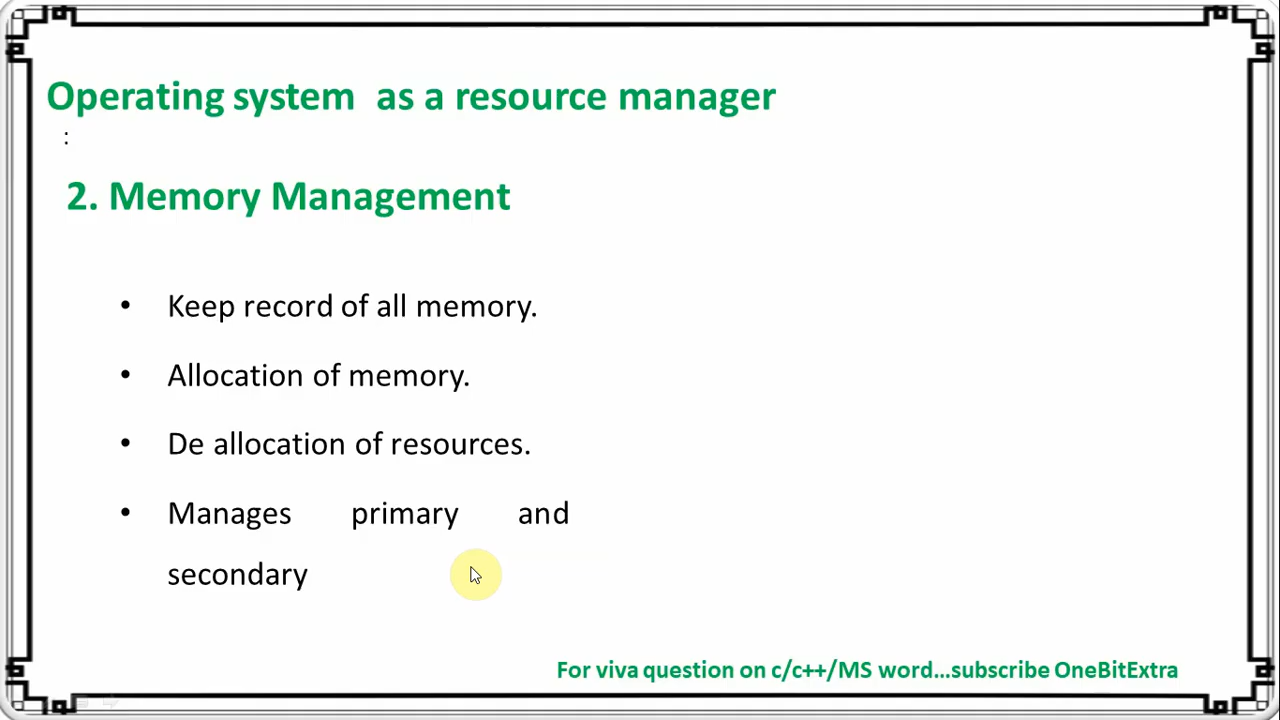 Operating system as a resource manager
:
2. Memory Management
• Keep record of all memory.
• Allocation of memory.
• De allocation of resources.
• Manages primary and
secondary
For viva question on c/c++/MS word...subscribe OneBitExtra